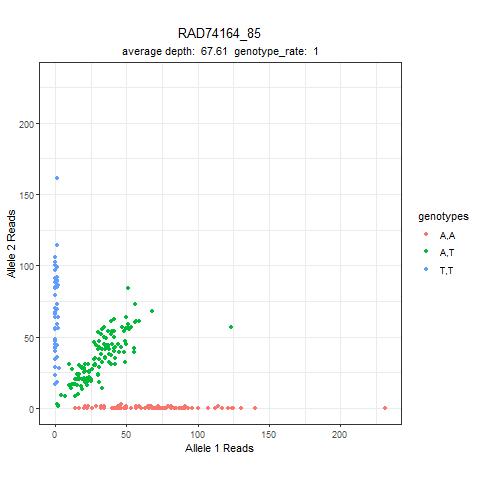 RAD74164_85
average depth: 67.61 genotype_rate: 1
200
150
100
50
0
Allele 2 Reads
0 50 100 150 200
Allele 1 Reads
genotypes
A,A
A,T
T,T